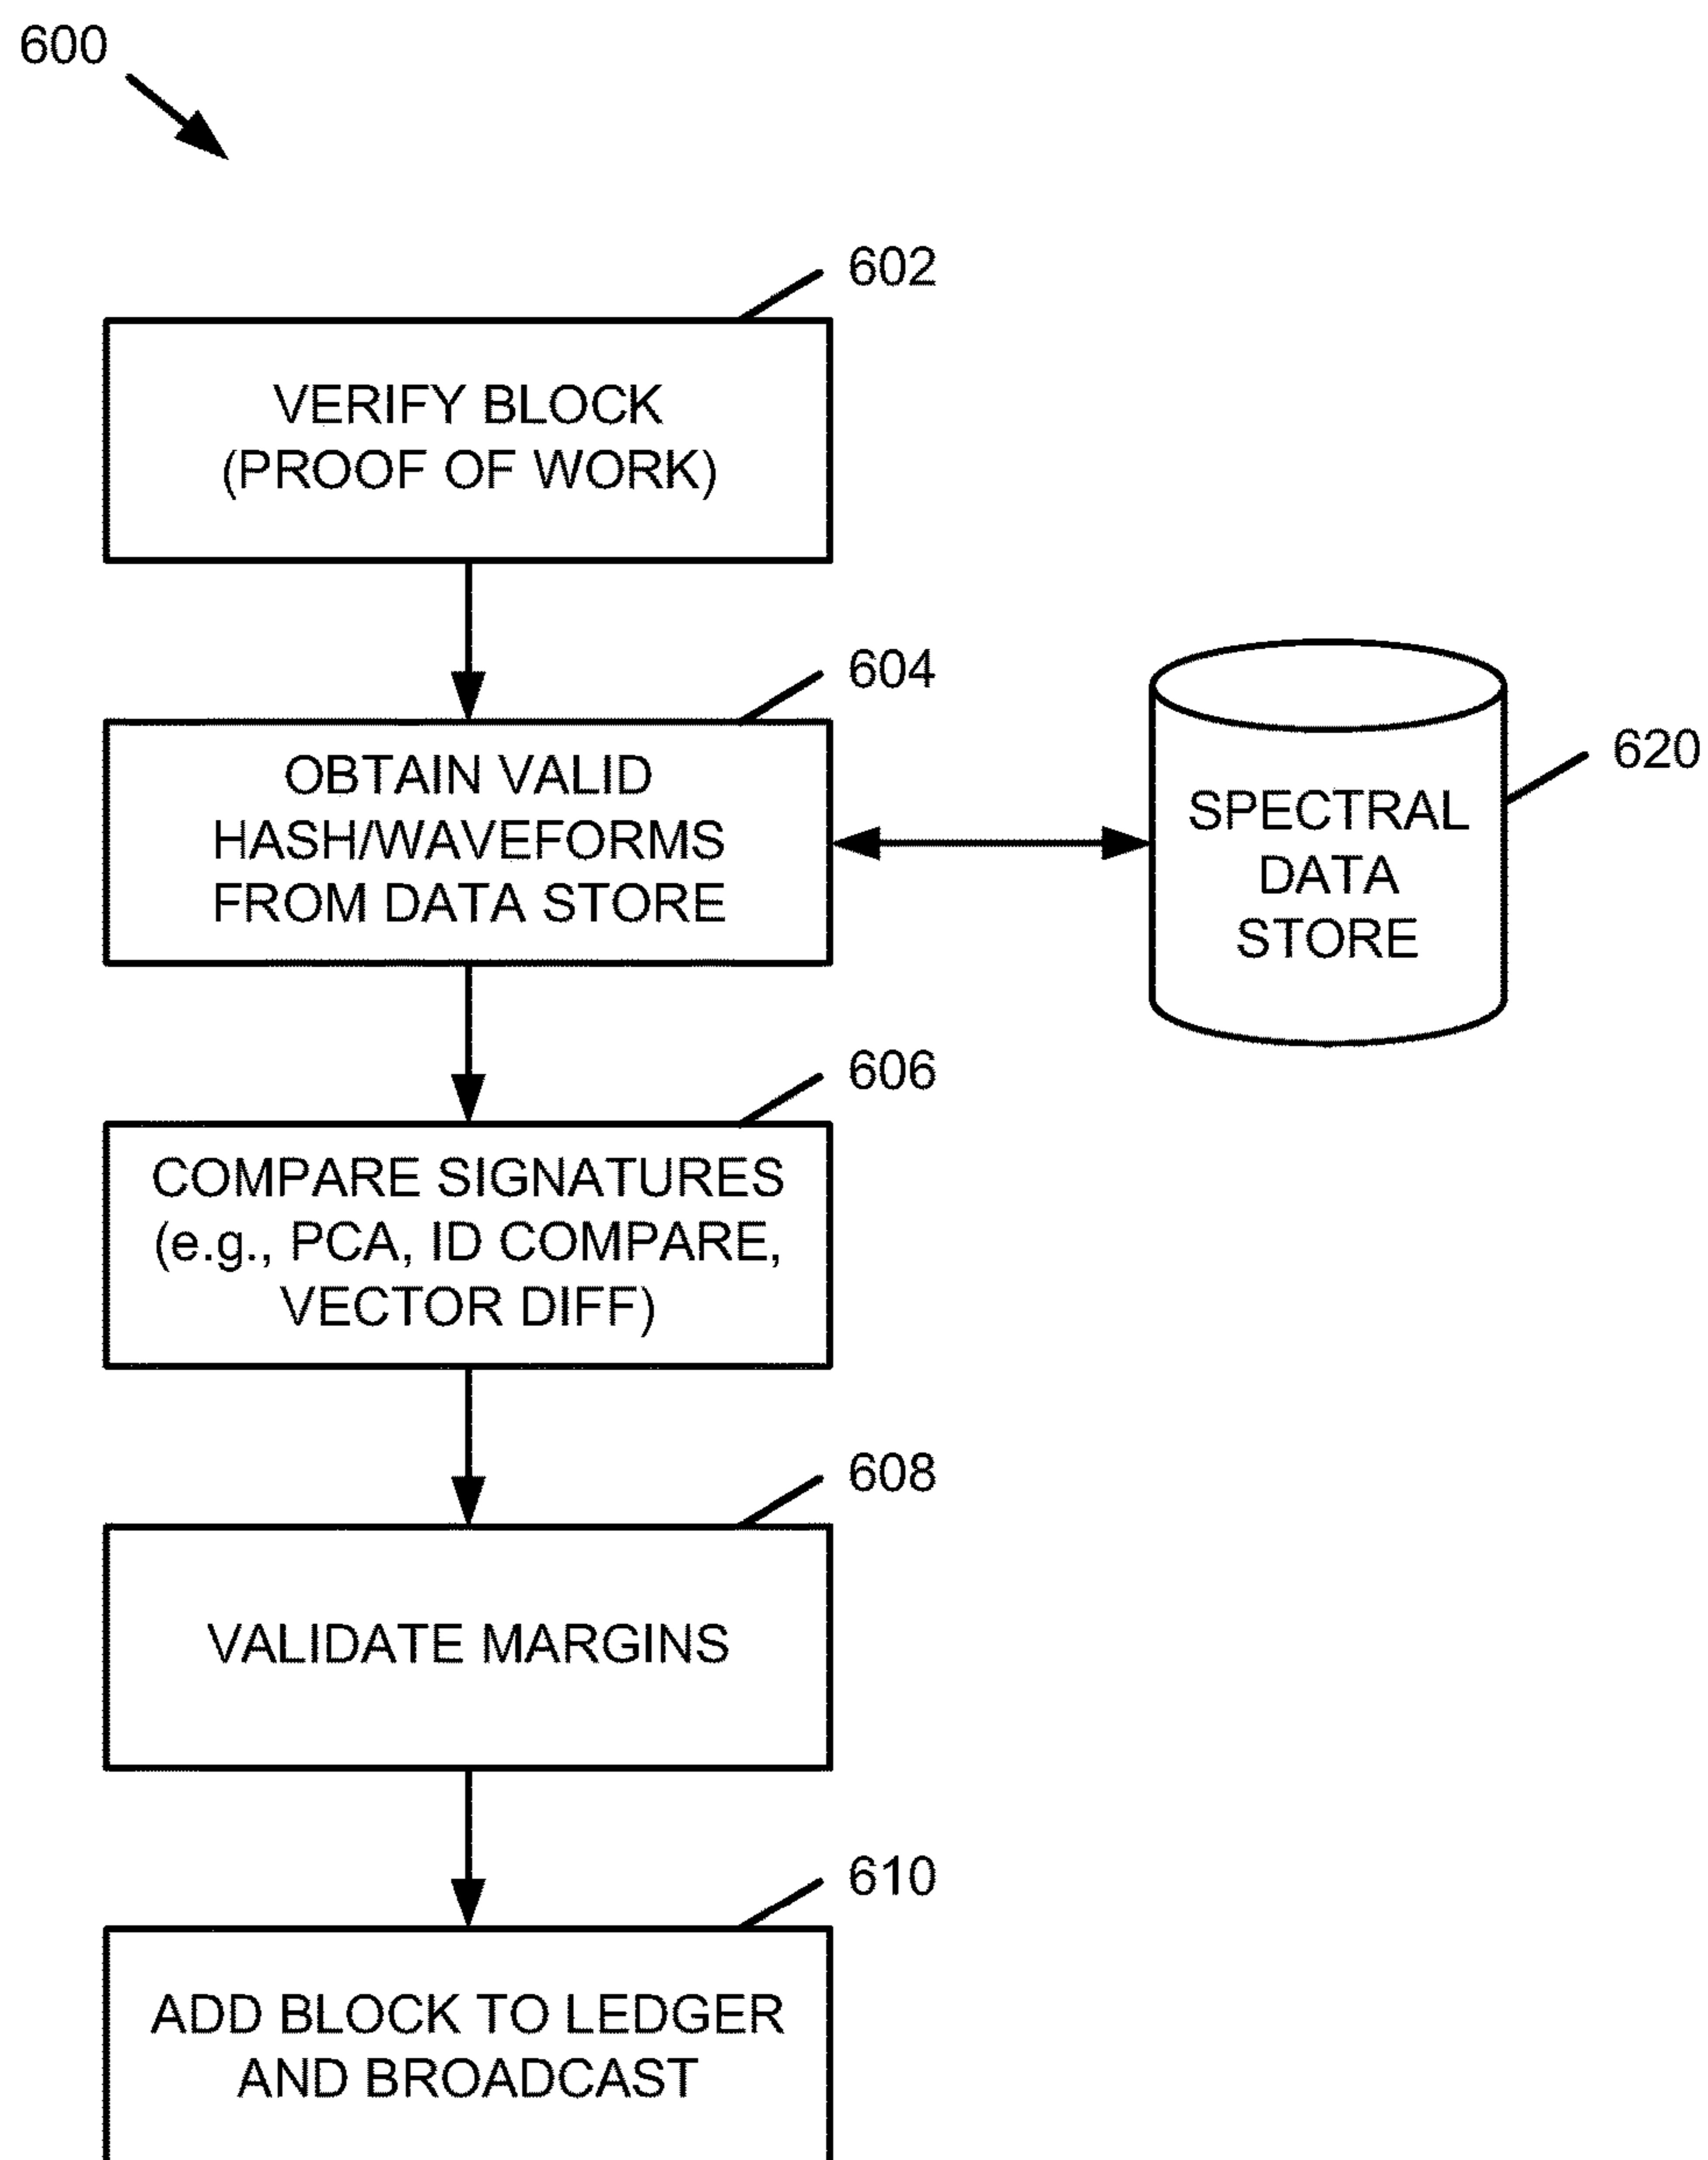 600
602
VERIFY BLOCK
(PROOF OF WORK)
604
OBTAIN VALID
HASH/WAVEFORMS
FROM DATA STORE
620
SPECTRAL
DATA
STORE
606
COMPARE SIGNATURES
(e.g., PCA, ID COMPARE,
VECTOR DIFF)
608
VALIDATE MARGINS
610
ADD BLOCK TO LEDGER
AND BROADCAST